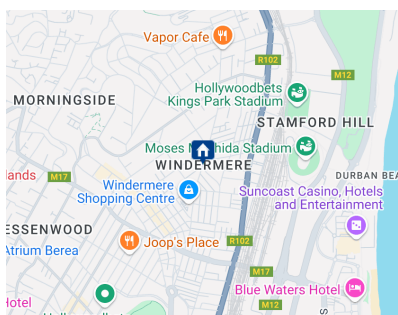 Vapor Cafe
R102
M12
Hollywoodbets
Kings Park Stadium
MORNINGSIDE
STAMFORD HILL
Moses M hida Stadium
WINDERMERE
lands
M17
DURBAN BEA
Windermere
Shopping Centre
Suncoast Casino, Hotels
and Entertainment
ESSENWOOD
Atrium Berea
Joop's Place
R102
M17
Blue Waters Hotel
Hotel
M12